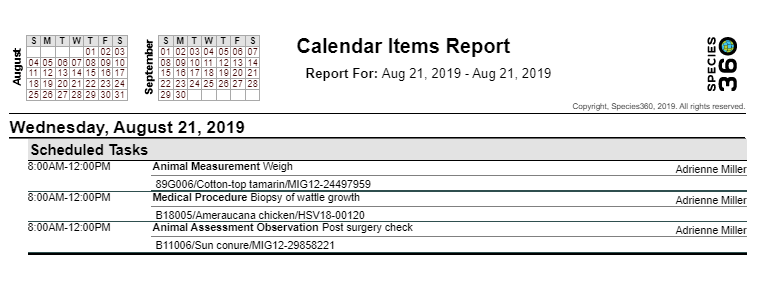 August
S M T W T F S
01 02 03
04 05 06 07 08 09 10
11 12 13 14 15 16 17
18 19 20 21 22 23 24
25 26 27 28 29 30 31
September
S M T W T F S
01 02 03 04 05 06 07
08 09 10 11 12 13 14
15 16 17 18 19 20 21
22 23 24 25 26 27 28
29 30
Calendar Items Report
Report For: Aug 21, 2019 - Aug 21, 2019
SPECIES
360
Copyright, Species360, 2019. All rights reserved.
Wednesday, August 21, 2019
Scheduled Tasks
8:00AM-12:00PM Animal Measurement Weigh Adrienne Miller
89G006/Cotton-top tamarin/MIG12-24497959
8:00AM-12:00PM Medical Procedure Biopsy of wattle growth Adrienne Miller
B18005/Ameraucana chicken/HSV18-00120
8:00AM-12:00PM Animal Assessment Observation Post surgery check Adrienne Miller
B11006/Sun conure/MIG12-29858221